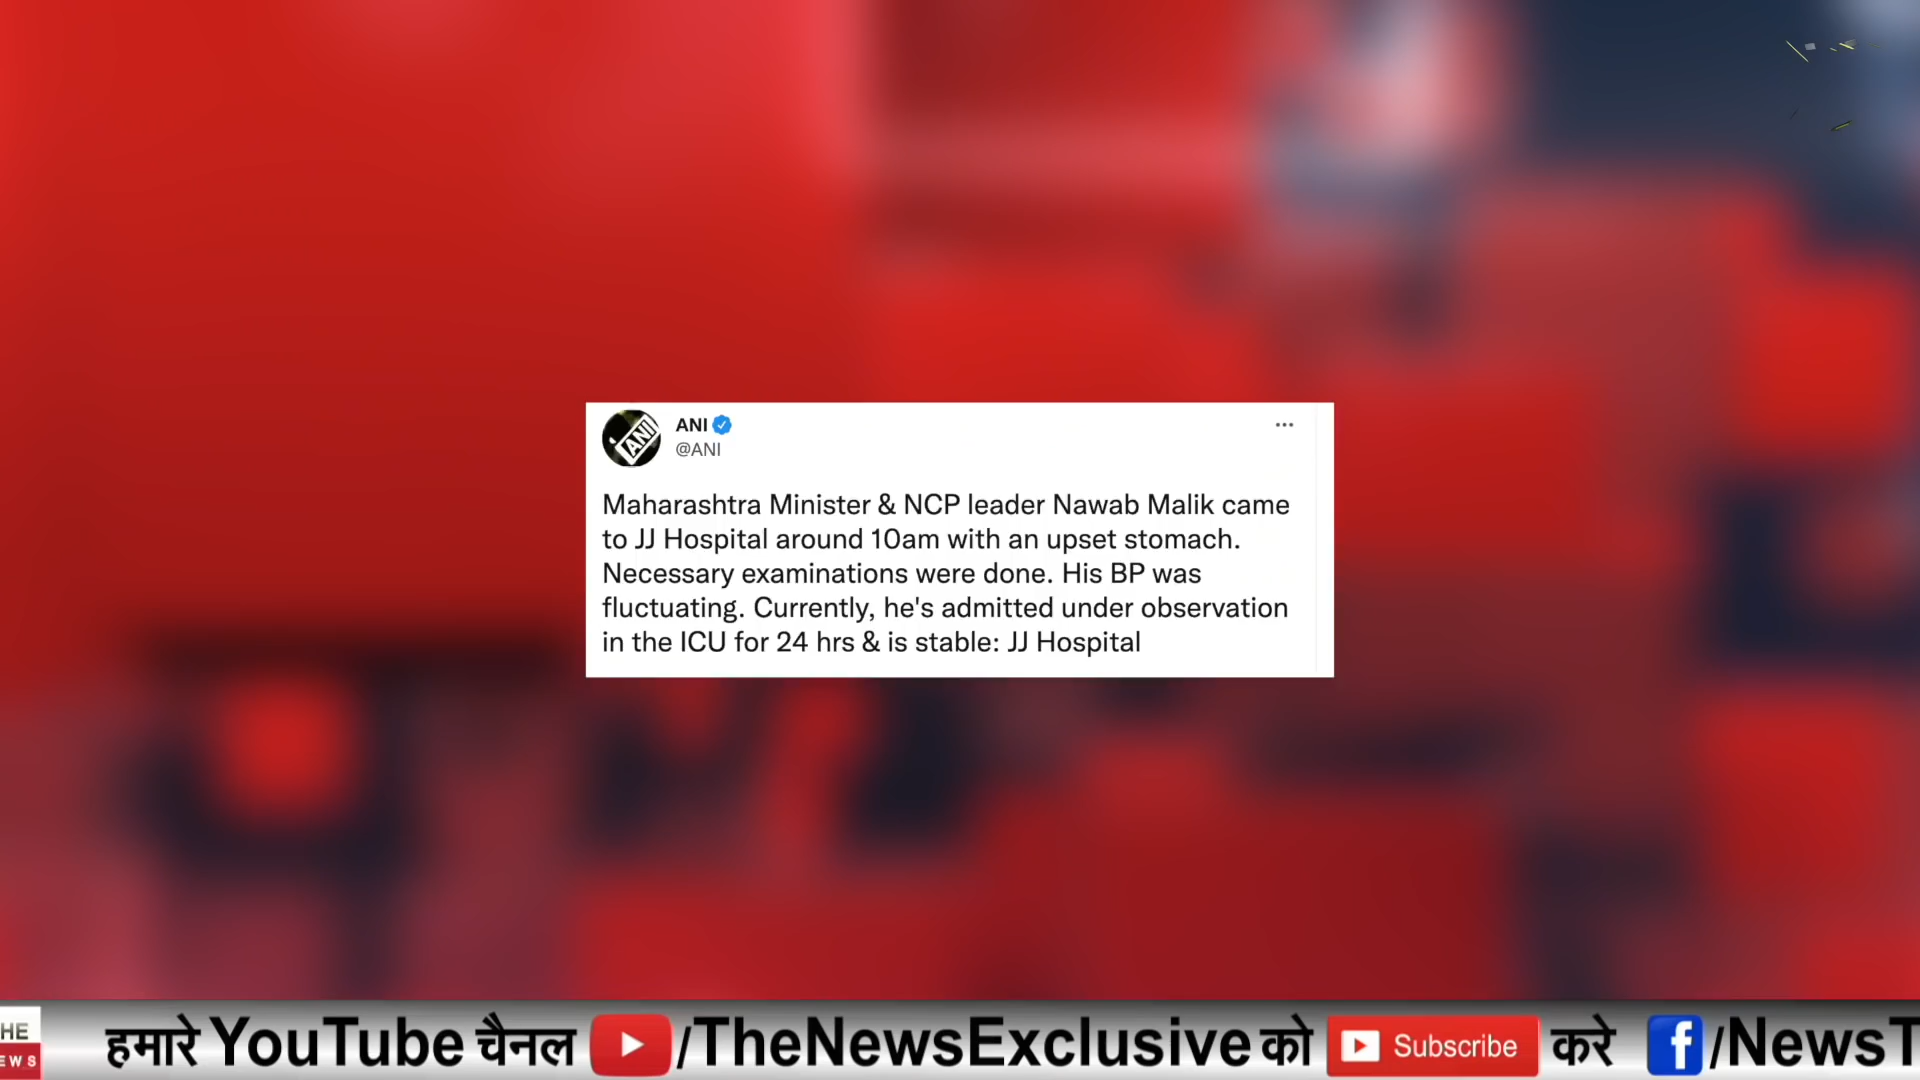 ANI
@ANI
Maharashtra Minister & NCP leader Nawab Malik came
to JJ Hospital around 10am with an upset stomach.
Necessary examinations were done. His BP was
fluctuating. Currently, he's admitted under observation
in the ICU for 24 hrs & is stable: JJ Hospital
हमारे YouTube चैनल /TheNewsExclusive को Subscribe करे f /NewsT